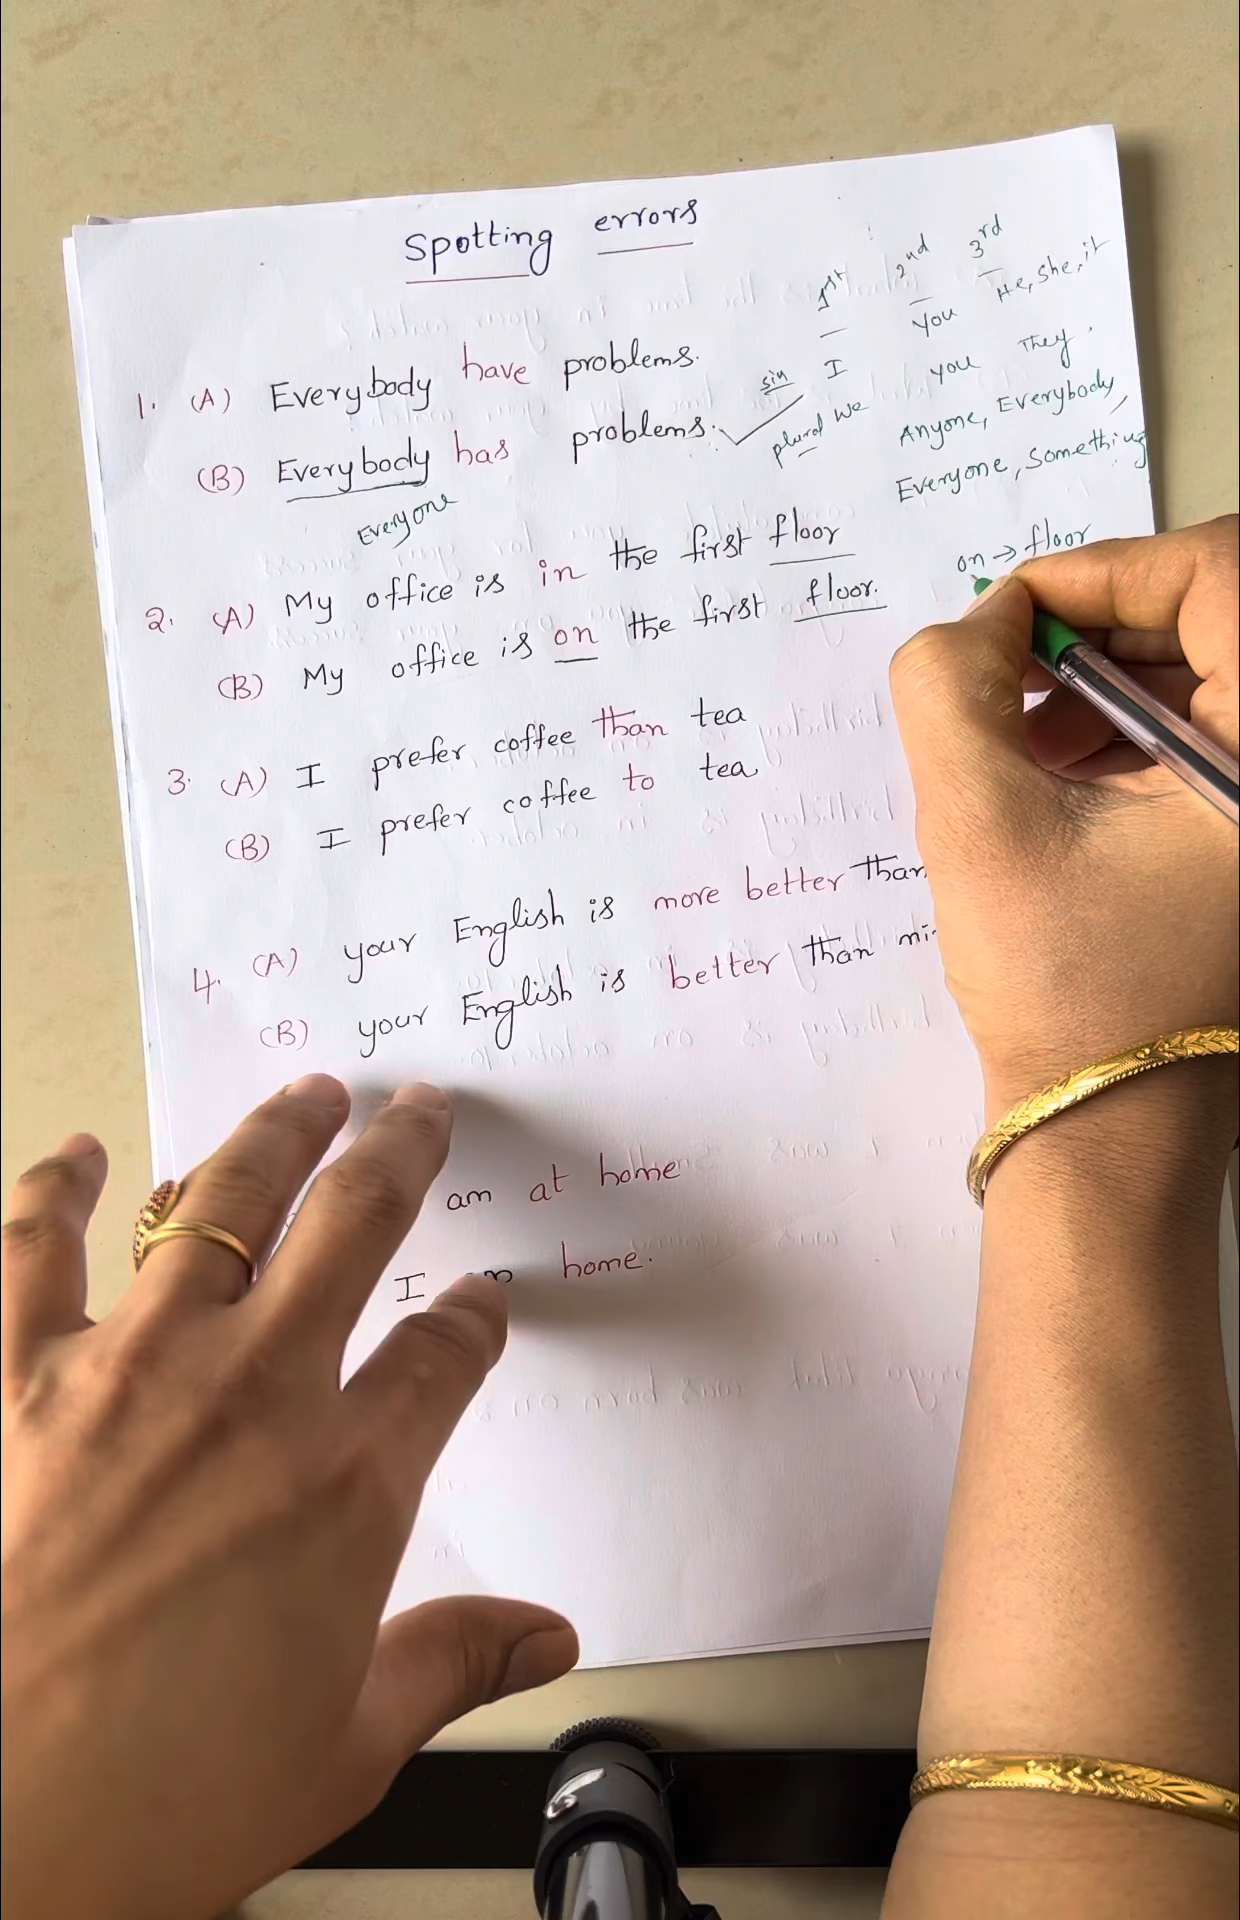 Spotting errors
1. (A) Everybody have problems.
(B) Everybody has problems.
Everyone
1st 2nd 3rd
sin I You He, She, it
plural We you They.
Anyone, Everybody,
Everyone, Something
2. (A) My office is in the first floor
(B) My office is on the first floor.
on → floor
3. (A) I prefer coffee than tea
(B) I prefer coffee to tea
4. (A) your English is more better than
(B) your English is better than
am at home
I home.